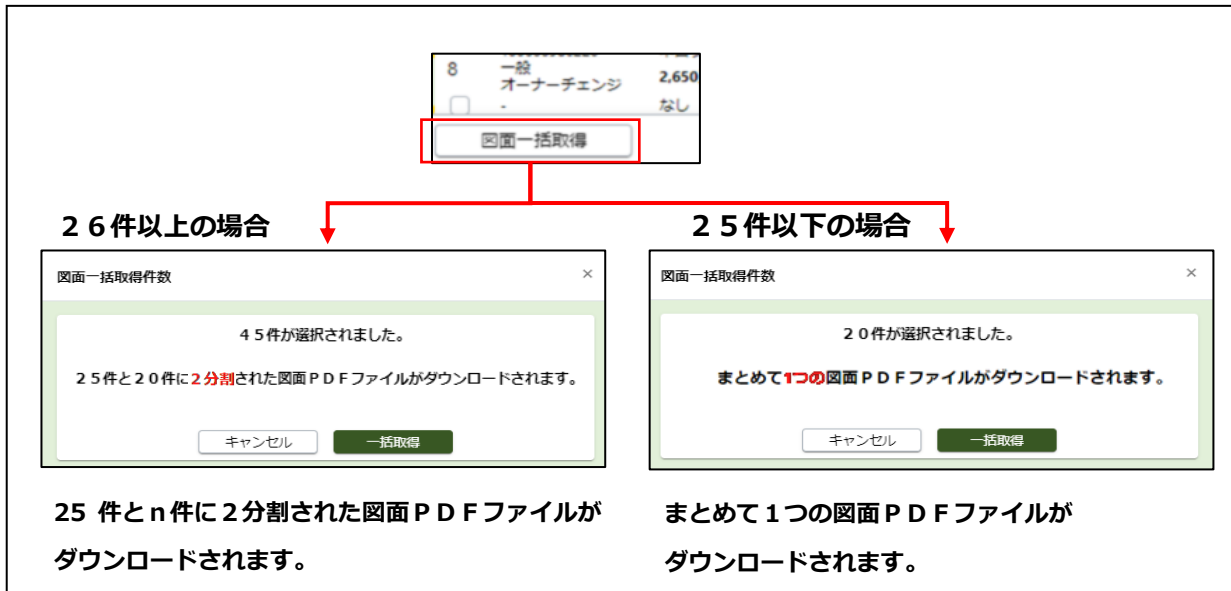 8
一般
オーナーチェンジ
2,650
-
なし
図面一括取得
２６件以上の場合
図面一括取得件数
×
４５件が選択されました。
２５件と２０件に２分割された図面ＰＤＦファイルがダウンロードされます。
キャンセル
一括取得
25 件とｎ件に２分割された図面ＰＤＦファイルが
ダウンロードされます。
２５件以下の場合
図面一括取得件数
×
２０件が選択されました。
まとめて1つの図面ＰＤＦファイルがダウンロードされます。
キャンセル
一括取得
まとめて１つの図面ＰＤＦファイルが
ダウンロードされます。